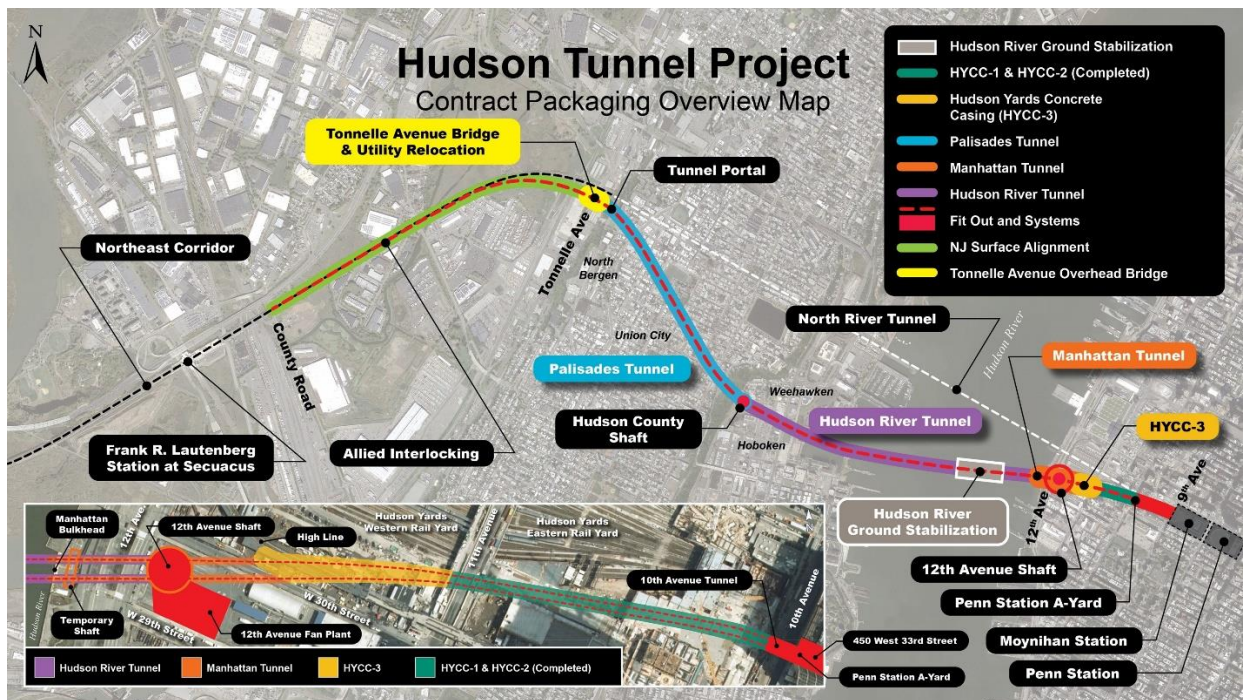 N
Hudson Tunnel Project
Contract Packaging Overview Map
Hudson River Ground Stabilization
HYCC-1 & HYCC-2 (Completed)
Hudson Yards Concrete
Casing (HYCC-3)
Palisades Tunnel
Manhattan Tunnel
Hudson River Tunnel
Fit Out and Systems
NJ Surface Alignment
Tonnelle Avenue Overhead Bridge
Tonnelle Avenue Bridge
& Utility Relocation
Tunnel Portal
Northeast Corridor
Tonnelle Ave
North
Bergen
County Road
Union City
North River Tunnel
Hudson River
Manhattan Tunnel
Palisades Tunnel
Weehawken
Hudson County
Shaft
Hoboken
Hudson River Tunnel
HYCC-3
Frank R. Lautenberg
Station at Secuacus
Allied Interlocking
9th Ave
12th Ave
Hudson River
Ground Stabilization
12th Avenue Shaft
Penn Station A-Yard
Moynihan Station
Penn Station
Manhattan
Bulkhead
12th Ave
12th Avenue Shaft
High Line
Hudson Yards
Western Rail Yard
11th Avenue
Hudson Yards
Eastern Rail Yard
N
10th Avenue Tunnel
10th Avenue
Hudson River
Temporary
Shaft
W 29th Street
W 30th Street
12th Avenue Fan Plant
450 West 33rd Street
Penn Station A-Yard
Hudson River Tunnel
Manhattan Tunnel
HYCC-3
HYCC-1 & HYCC-2 (Completed)